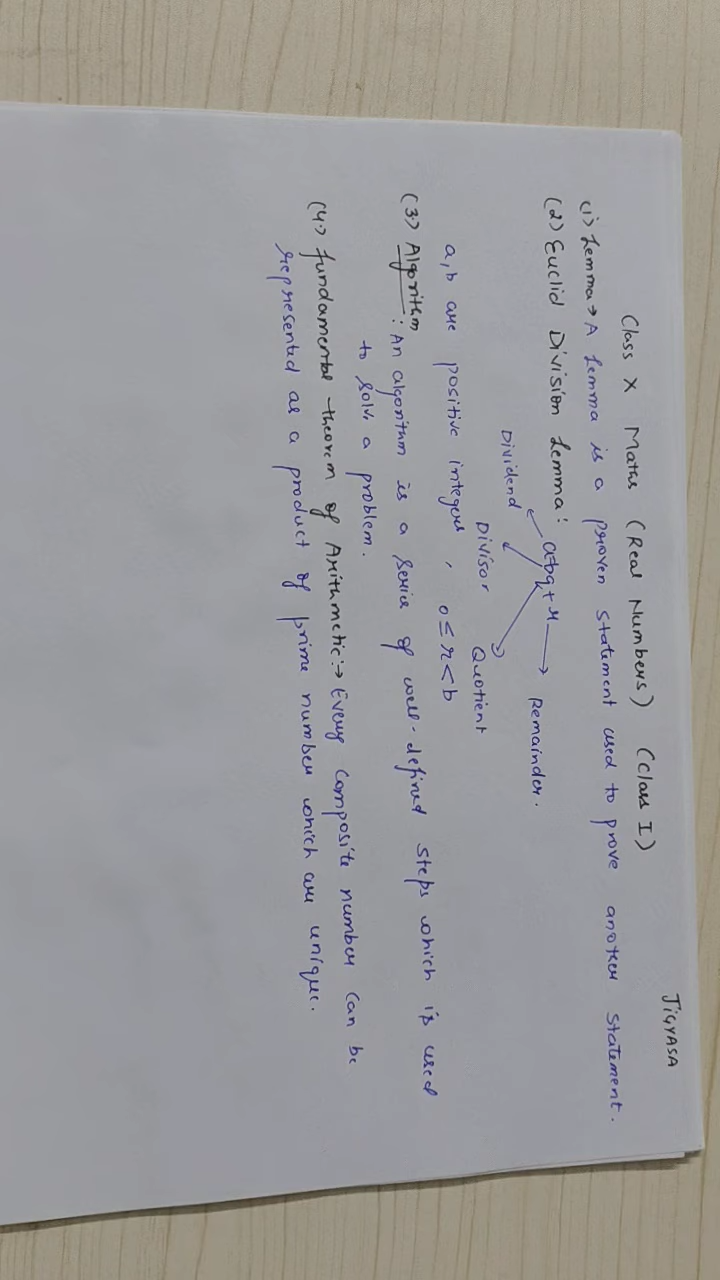 JIGYASA
Class X Maths (Real Numbers) (Class I)
(1) Lemma → A Lemma is a proven statement used to prove another statement.
(2) Euclid Division Lemma : a=bq+r → Remainder.
Dividend Divisor Quotient
a,b are positive integers , 0≤r<b
(3.) Algorithm : An algorithm is a series of well-defined steps which is used
to solve a problem.
(4.) fundamental theorem of Arithmetic:→ Every Composite number can be
represented as a product of prime number which are unique.